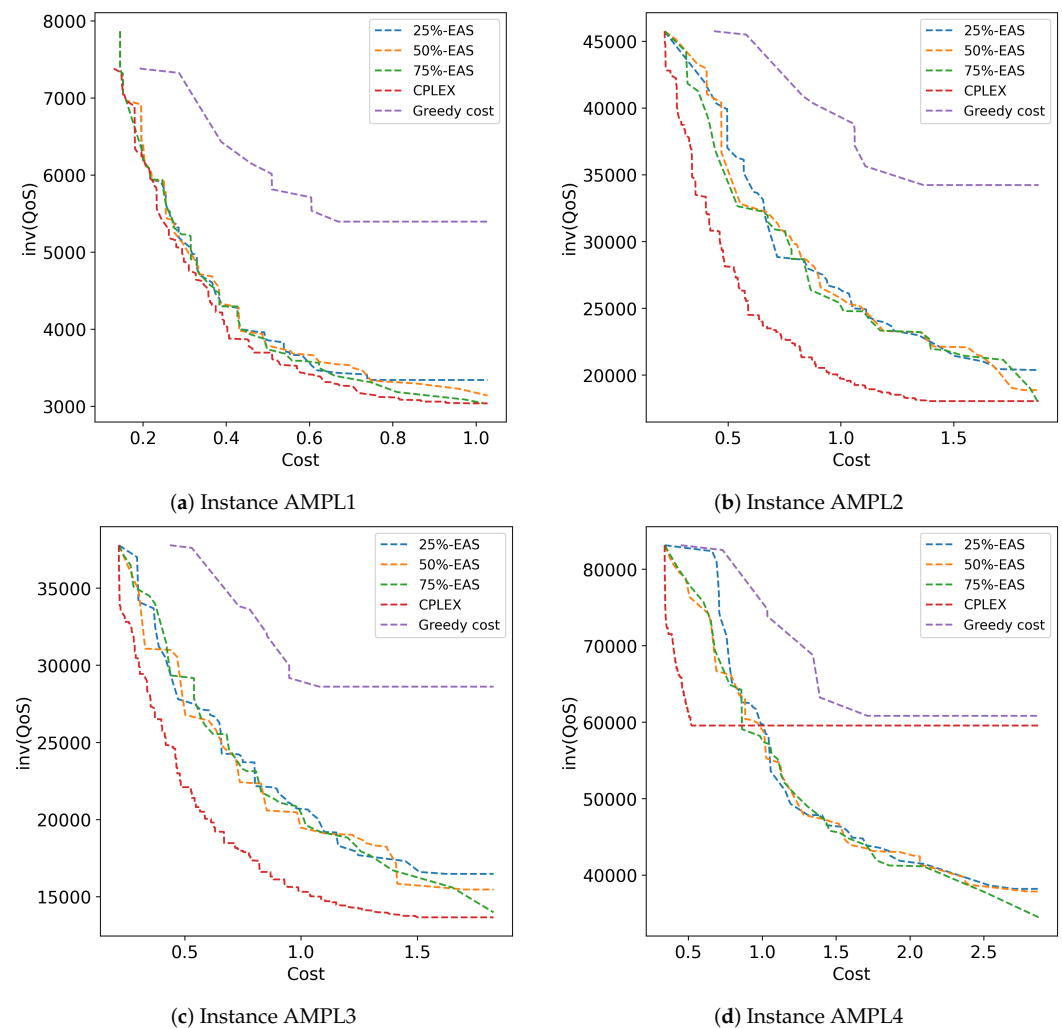 8000
7000
6000
5000
4000
3000
inv(QoS)
0.2 0.4 0.6 0.8 1.0
Cost
25%-EAS
50%-EAS
75%-EAS
CPLEX
Greedy cost
(a) Instance AMPL1
45000
40000
35000
30000
25000
20000
inv(QoS)
0.5 1.0 1.5
Cost
25%-EAS
50%-EAS
75%-EAS
CPLEX
Greedy cost
(b) Instance AMPL2
35000
30000
25000
20000
15000
inv(QoS)
0.5 1.0 1.5
Cost
25%-EAS
50%-EAS
75%-EAS
CPLEX
Greedy cost
(c) Instance AMPL3
80000
70000
60000
50000
40000
inv(QoS)
0.5 1.0 1.5 2.0 2.5
Cost
25%-EAS
50%-EAS
75%-EAS
CPLEX
Greedy cost
(d) Instance AMPL4